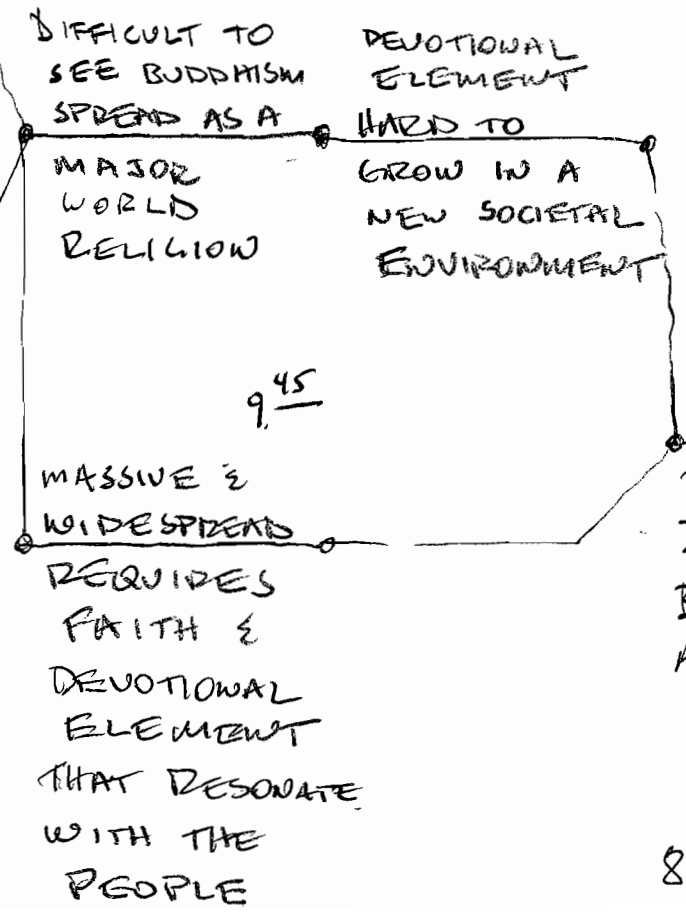 DIFFICULT TO
SEE BUDDHISM
SPREAD AS A
MAJOR
WORLD
RELIGION
DEVOTIONAL
ELEMENT
HARD TO
GROW IN A
NEW SOCIETAL
ENVIRONMENT
9.45
MASSIVE &
WIDESPREAD
REQUIRES
FAITH &
DEVOTIONAL
ELEMENT
THAT RESONATE
WITH THE
PEOPLE
8